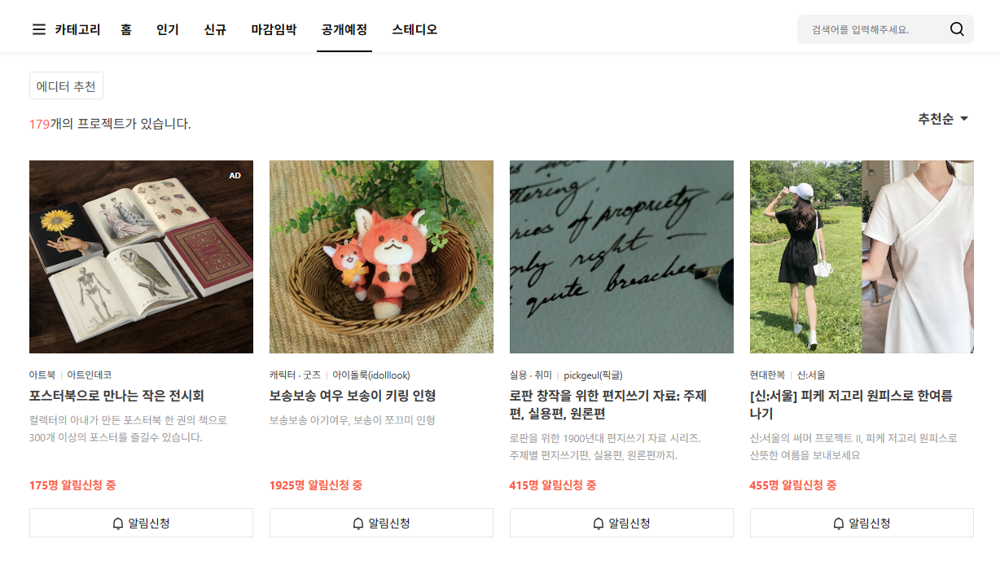 카테고리 홈 인기 신규 마감임박 공개예정 스테디오 검색어를 입력해주세요.
에디터 추천
179개의 프로젝트가 있습니다.
추천순
AD
아트북 | 아트인데코
포스터북으로 만나는 작은 전시회
컬렉터의 아내가 만든 포스터북 한 권의 책으로
300개 이상의 포스터를 즐길수 있습니다.
175명 알림신청 중
알림신청
캐릭터 · 굿즈 | 아이돌룩(idolllook)
보송보송 여우 보송이 키링 인형
보송보송 아기여우, 보송이 쪼끄미 인형
1925명 알림신청 중
알림신청
ttering,
ries of propriety
only right —
quite breaches
실용 · 취미 | pickgeul(픽글)
로판 창작을 위한 편지쓰기 자료: 주제
편, 실용편, 원론편
로판을 위한 1900년대 편지쓰기 자료 시리즈.
주제별 편지쓰기편, 실용편, 원론편까지.
415명 알림신청 중
알림신청
현대한복 | 신:서울
[신:서울] 피케 저고리 원피스로 한여름
나기
신:서울의 써머 프로젝트 II, 피케 저고리 원피스로
산뜻한 여름을 보내보세요
455명 알림신청 중
알림신청